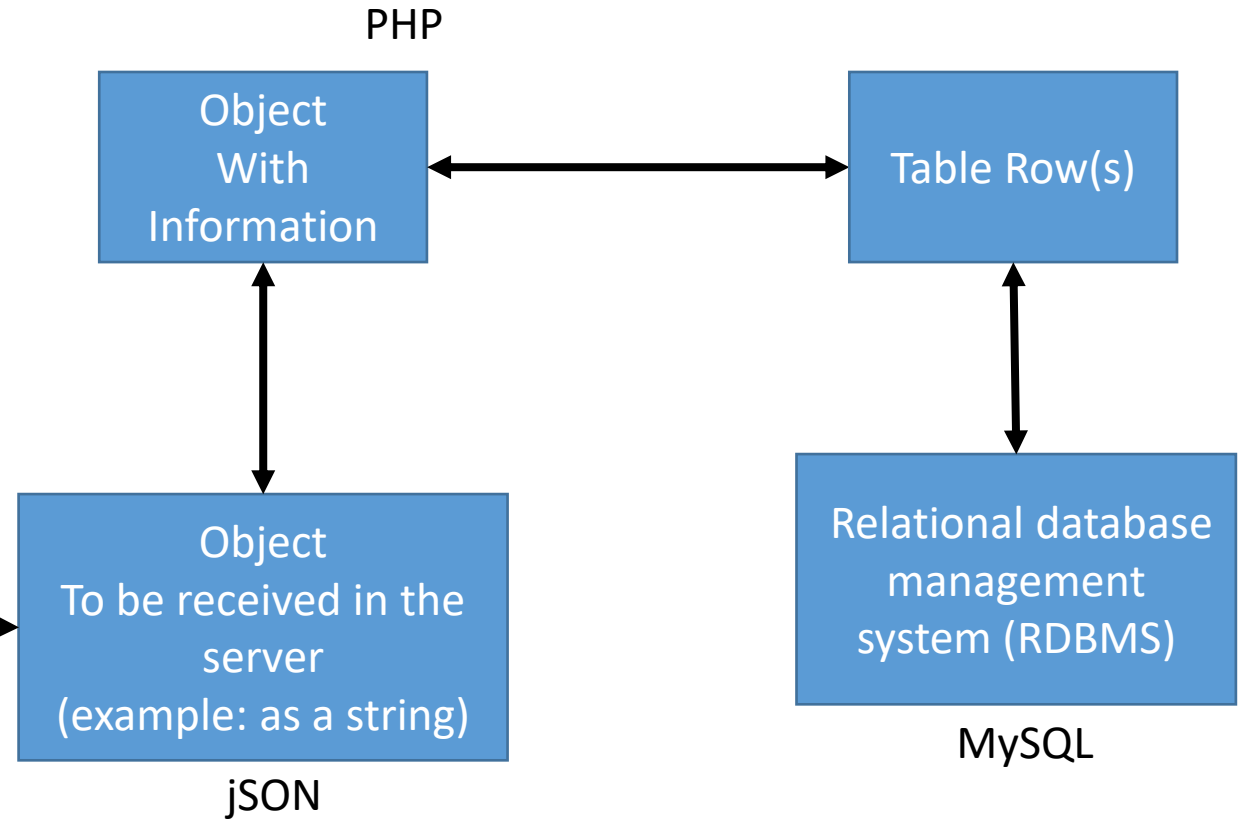 PHP
Object
With
Information
Table Row(s)
Object
To be received in the
server
(example: as a string)
jSON
Relational database
management
system (RDBMS)
MySQL